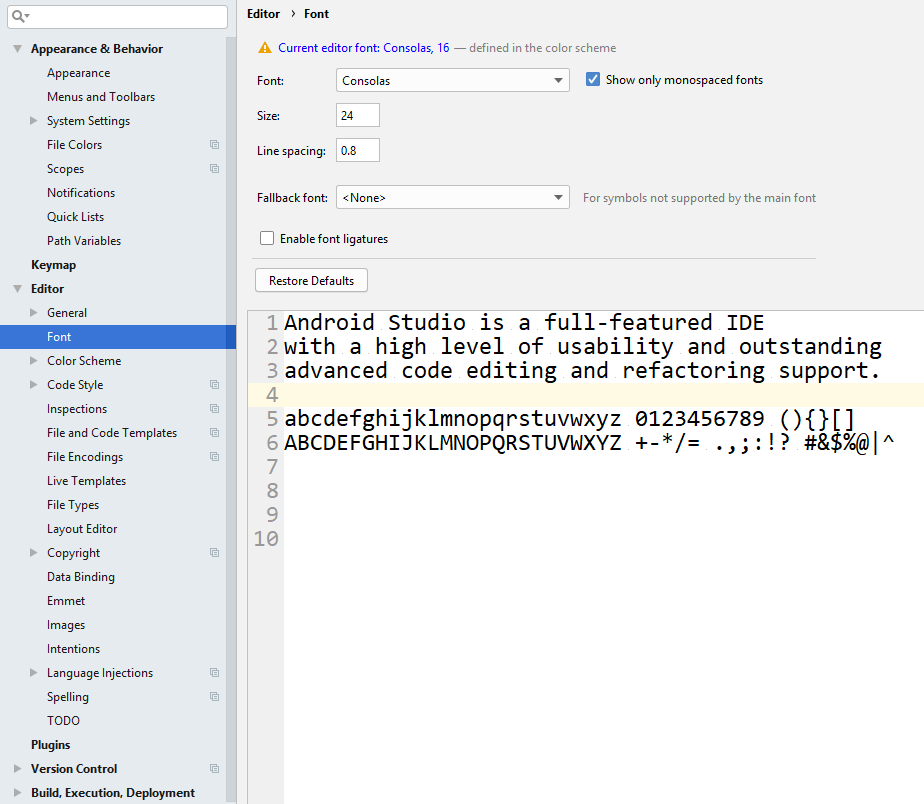 Appearance & Behavior
Appearance
Menus and Toolbars
System Settings
File Colors
Scopes
Notifications
Quick Lists
Path Variables
Keymap
Editor
General
Font
Color Scheme
Code Style
Inspections
File and Code Templates
File Encodings
Live Templates
File Types
Layout Editor
Copyright
Data Binding
Emmet
Images
Intentions
Language Injections
Spelling
TODO
Plugins
Version Control
Build, Execution, Deployment
Editor › Font
Current editor font: Consolas, 16 — defined in the color scheme
Font: Consolas Show only monospaced fonts
Size: 24
Line spacing: 0.8
Fallback font: <None> For symbols not supported by the main font
Enable font ligatures
Restore Defaults
1 Android Studio is a full-featured IDE
2 with a high level of usability and outstanding
3 advanced code editing and refactoring support.
4
5 abcdefghijklmnopqrstuvwxyz 0123456789 (){}[]
6 ABCDEFGHIJKLMNOPQRSTUVWXYZ +-*/= .,;:!? #&$%@|^
7
8
9
10